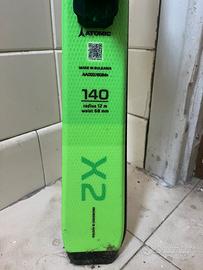 ATOMIC
MADE IN BULGARIA
140
radius 12 m
waist 68 mm
X2